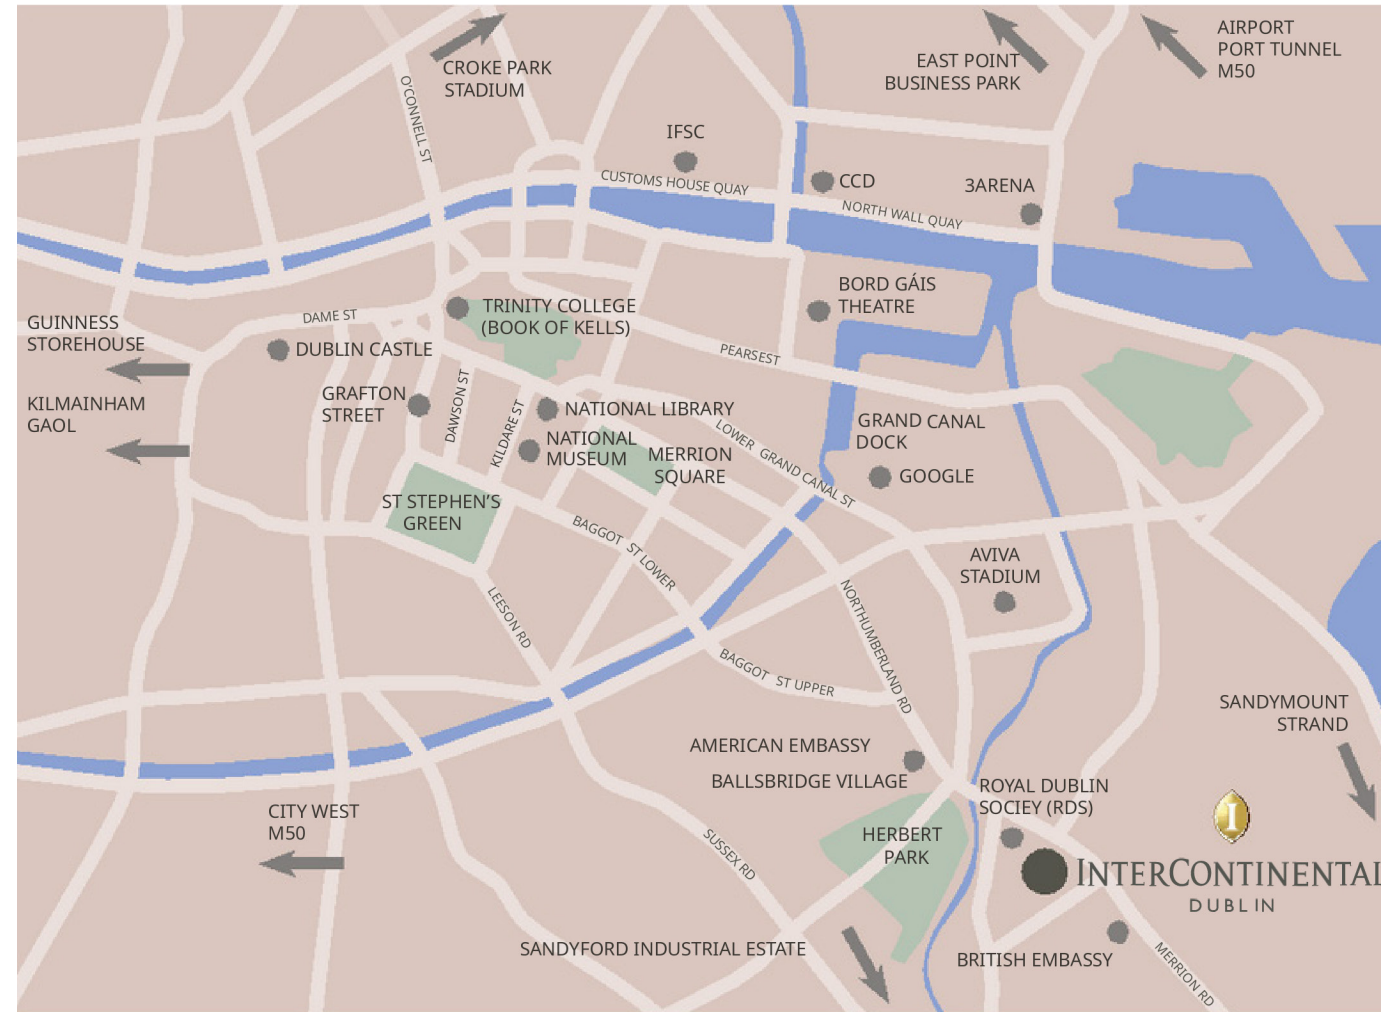 AIRPORT
PORT TUNNEL
M50
EAST POINT
BUSINESS PARK
CROKE PARK
STADIUM
O'CONNELL ST
IFSC
CUSTOMS HOUSE QUAY
CCD
3ARENA
NORTH WALL QUAY
BORD GÁIS
THEATRE
TRINITY COLLEGE
(BOOK OF KELLS)
DAME ST
GUINNESS
STOREHOUSE
DUBLIN CASTLE
PEARSEST
KILMAINHAM
GAOL
GRAFTON
STREET
DAWSON ST
KILDARE ST
NATIONAL LIBRARY
NATIONAL
MUSEUM
MERRION
SQUARE
LOWER GRAND CANAL ST
GRAND CANAL
DOCK
GOOGLE
ST STEPHEN'S
GREEN
BAGGOT ST LOWER
AVIVA
STADIUM
LEESON RD
NORTHUMBERLAND RD
BAGGOT ST UPPER
SANDYMOUNT
STRAND
AMERICAN EMBASSY
BALLSBRIDGE VILLAGE
ROYAL DUBLIN
SOCIEY (RDS)
CITY WEST
M50
HERBERT
PARK
SUSSEX RD
I
INTERCONTINENTAL
DUBLIN
SANDYFORD INDUSTRIAL ESTATE
BRITISH EMBASSY
MERRION RD